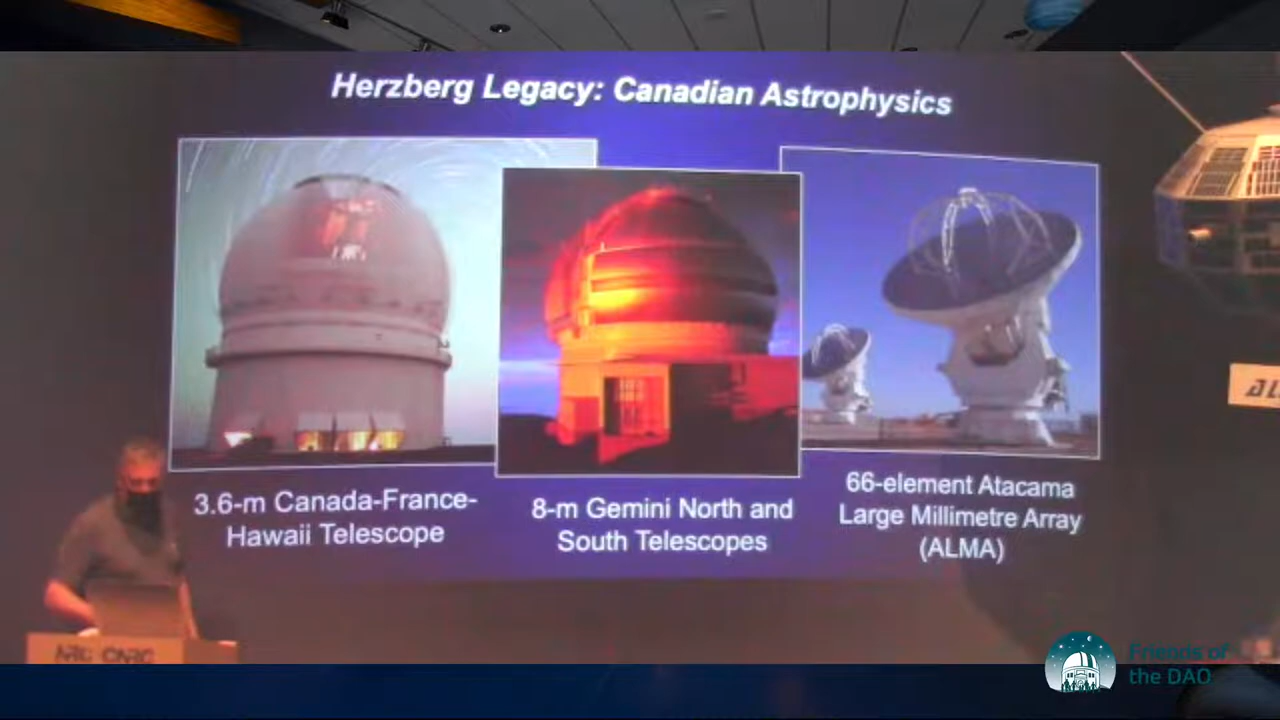 Herzberg Legacy: Canadian Astrophysics
3.6-m Canada-France-
Hawaii Telescope
8-m Gemini North and
South Telescopes
66-element Atacama
Large Millimetre Array
(ALMA)
CNRC
Friends of
the DAO